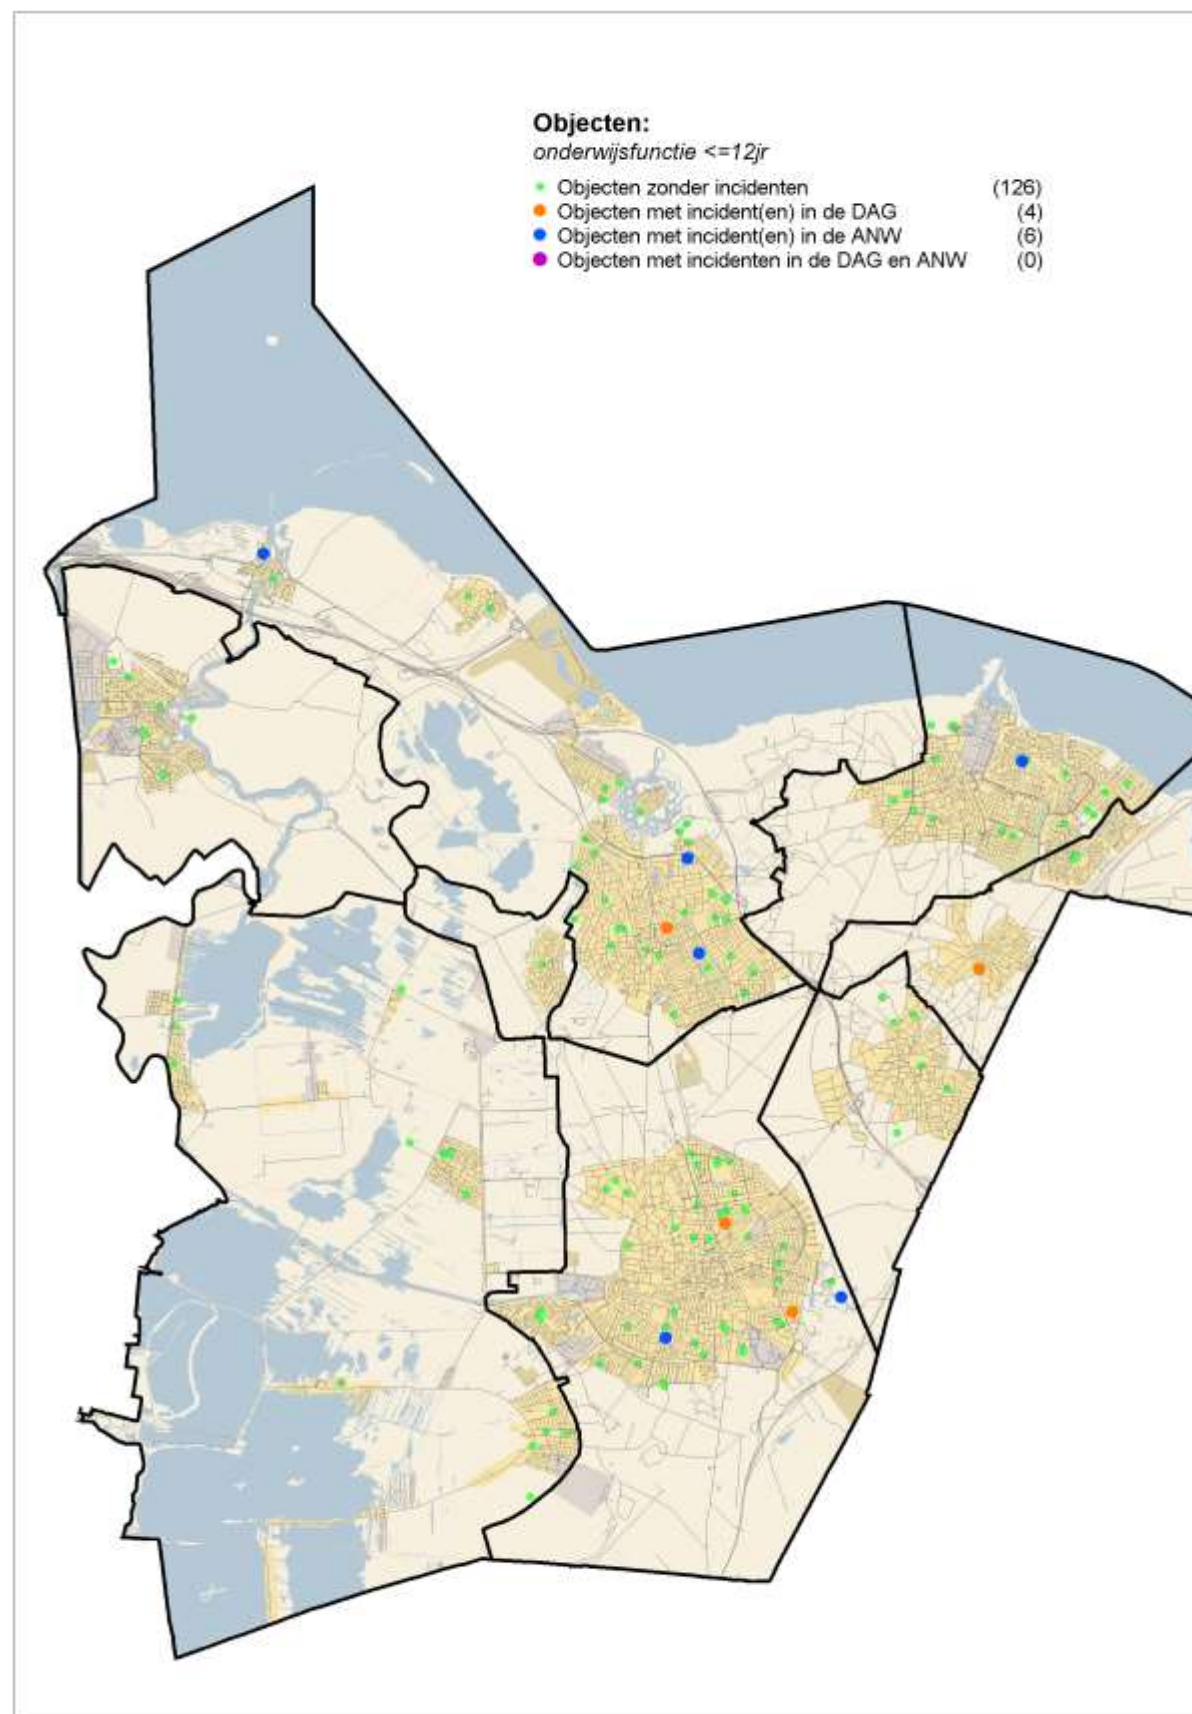 Objecten:
onderwijsfunctie <=12jr
Objecten zonder incidenten (126)
Objecten met incident(en) in de DAG (4)
Objecten met incident(en) in de ANW (6)
Objecten met incidenten in de DAG en ANW (0)